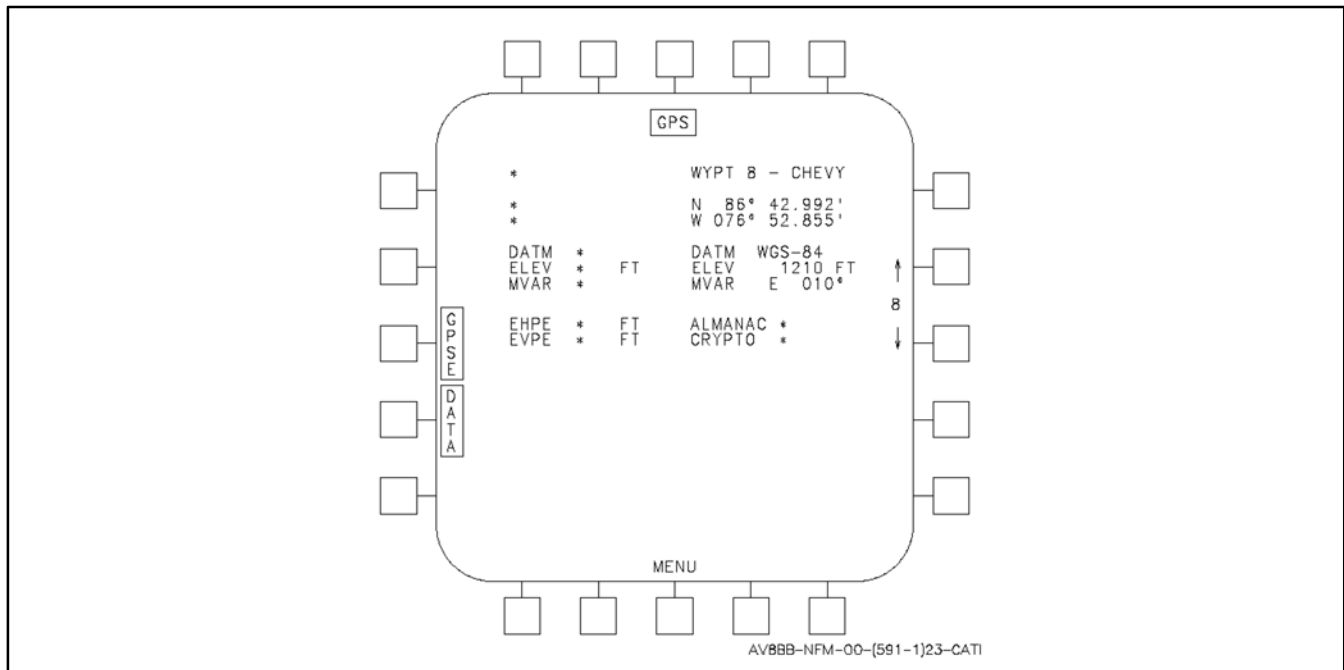 GPS
* WYPT 8 - CHEVY
* N 86° 42.992'
* W 076° 52.855'
DATM * DATM WGS-84
ELEV * FT ELEV 1210 FT
MVAR * MVAR E 010°
8
EHPE * FT ALMANAC *
EVPE * FT CRYPTO *
GPSE
DATA
MENU
AV8BB-NFM-00-(591-1)23-CATI